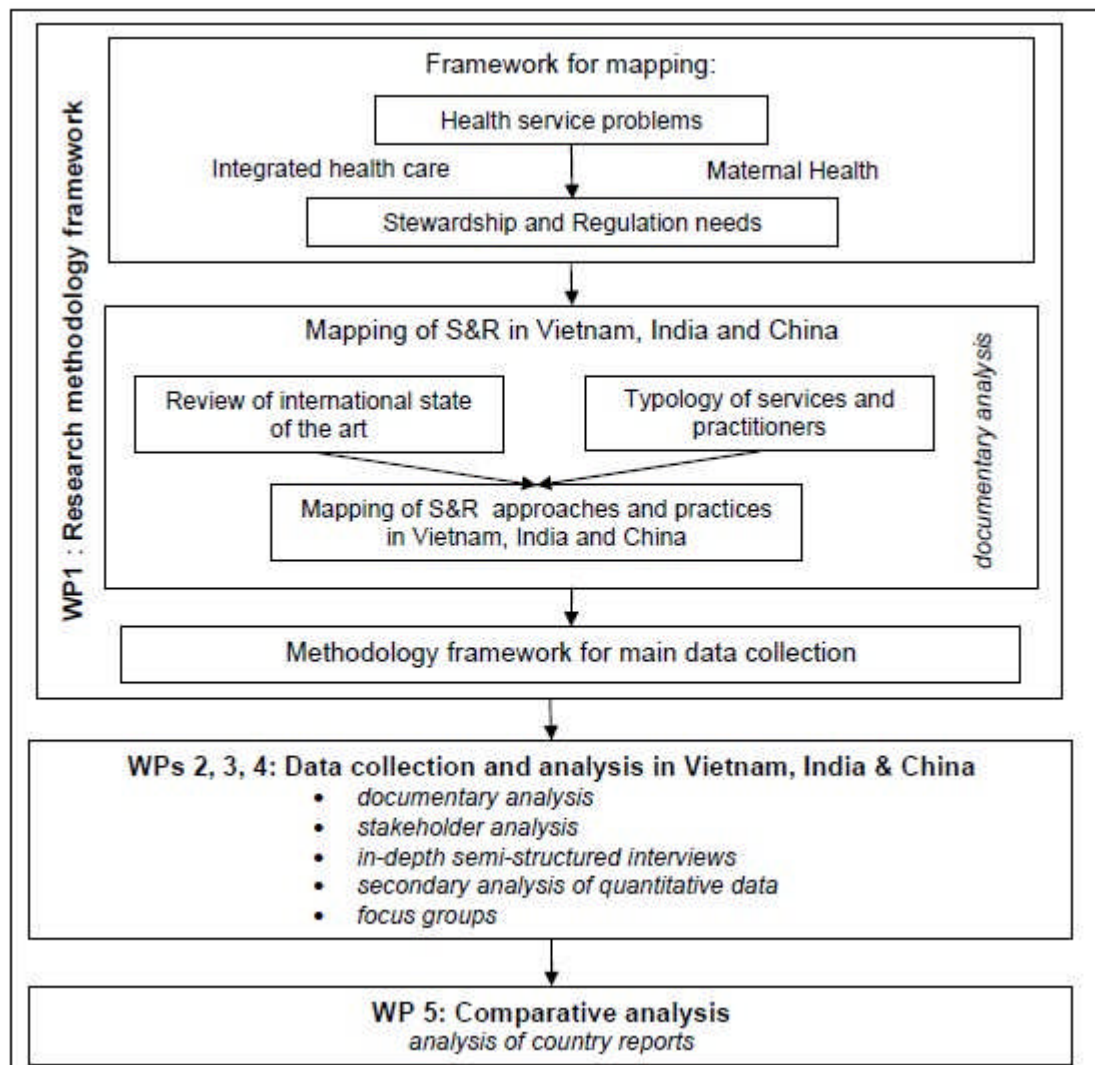 WP1 : Research methodology framework
Framework for mapping:
Health service problems
Integrated health care
Maternal Health
Stewardship and Regulation needs
Mapping of S&R in Vietnam, India and China
Review of international state
of the art
Typology of services and
practitioners
documentary analysis
Mapping of S&R approaches and practices
in Vietnam, India and China
Methodology framework for main data collection
WPs 2, 3, 4: Data collection and analysis in Vietnam, India & China
• documentary analysis
• stakeholder analysis
• in-depth semi-structured interviews
• secondary analysis of quantitative data
• focus groups
WP 5: Comparative analysis
analysis of country reports